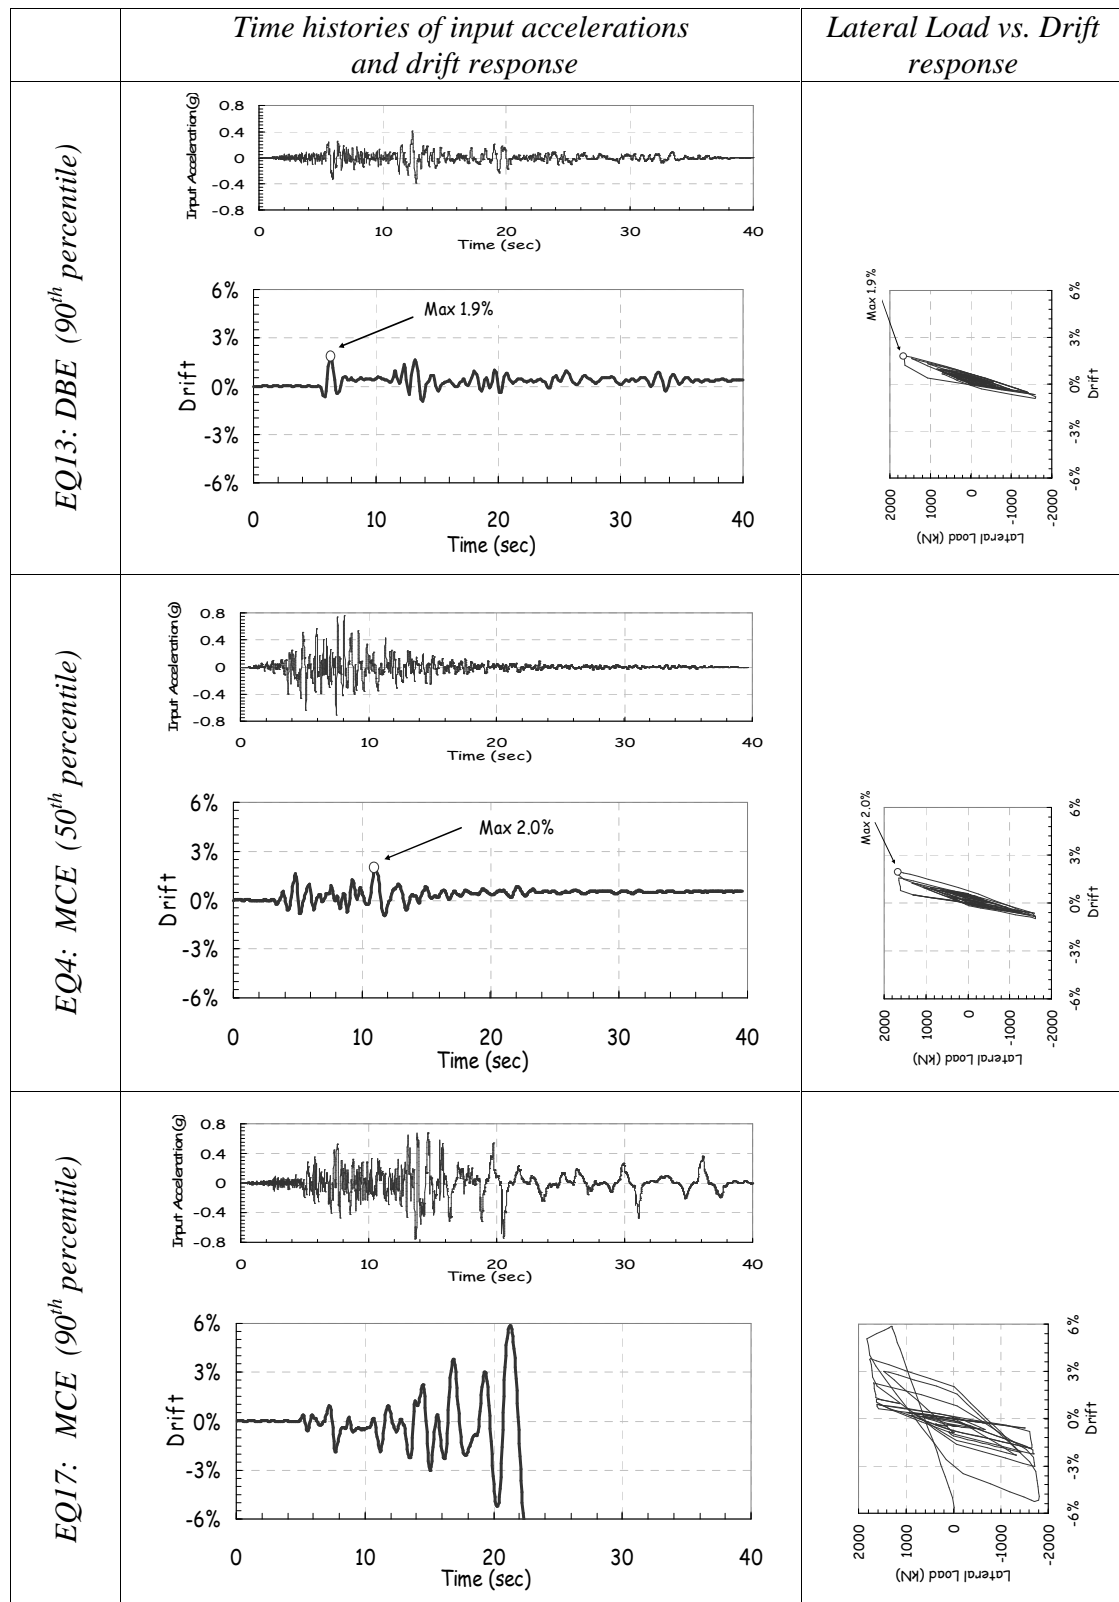 Time histories of input accelerations
and drift response
Lateral Load vs. Drift
response
EQ13: DBE (90th percentile)
Input Acceleration(g)
0.8
0.4
0
-0.4
-0.8
0 10 20 30 40
Time (sec)
Drift
6%
3%
0%
-3%
-6%
Max 1.9%
0 10 20 30 40
Time (sec)
Max 1.9%
6%
3%
0%
-3%
-6%
Drift
2000 1000 0 -1000 -2000
Lateral Load (kN)
EQ4: MCE (50th percentile)
Input Acceleration(g)
0.8
0.4
0
-0.4
-0.8
0 10 20 30 40
Time (sec)
Drift
6%
3%
0%
-3%
-6%
Max 2.0%
0 10 20 30 40
Time (sec)
Max 2.0%
6%
3%
0%
-3%
-6%
Drift
2000 1000 0 -1000 -2000
Lateral Load (kN)
EQ17: MCE (90th percentile)
Input Acceleration(g)
0.8
0.4
0
-0.4
-0.8
0 10 20 30 40
Time (sec)
Drift
6%
3%
0%
-3%
-6%
0 10 20 30 40
Time (sec)
6%
3%
0%
-3%
-6%
Drift
2000 1000 0 -1000 -2000
Lateral Load (kN)